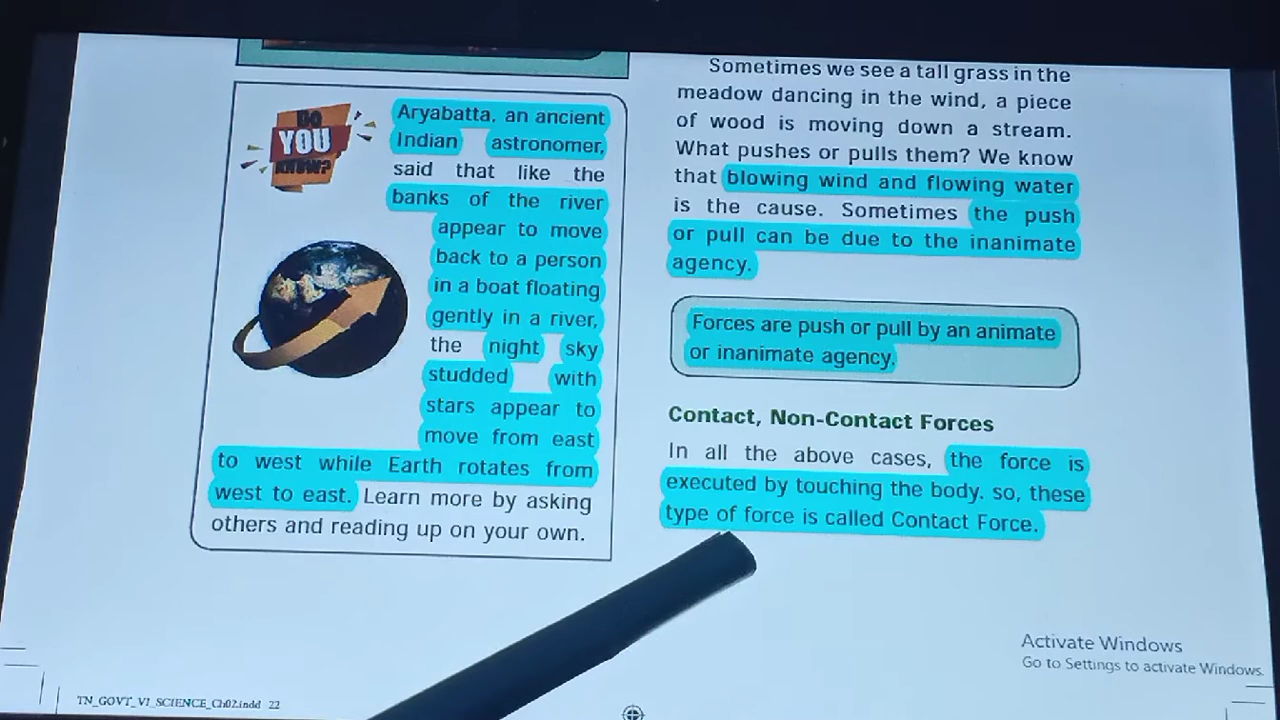 DO
YOU
KNOW?
Aryabatta, an ancient
Indian astronomer,
said that like the
banks of the river
appear to move
back to a person
in a boat floating
gently in a river,
the night sky
studded with
stars appear to
move from east
to west while Earth rotates from
west to east. Learn more by asking
others and reading up on your own.
Sometimes we see a tall grass in the
meadow dancing in the wind, a piece
of wood is moving down a stream.
What pushes or pulls them? We know
that blowing wind and flowing water
is the cause. Sometimes the push
or pull can be due to the inanimate
agency.
Forces are push or pull by an animate
or inanimate agency.
Contact, Non-Contact Forces
In all the above cases, the force is
executed by touching the body. so, these
type of force is called Contact Force.
Activate Windows
Go to Settings to activate Windows.
TN_GOVT_VI_SCIENCE_Ch02.indd 22